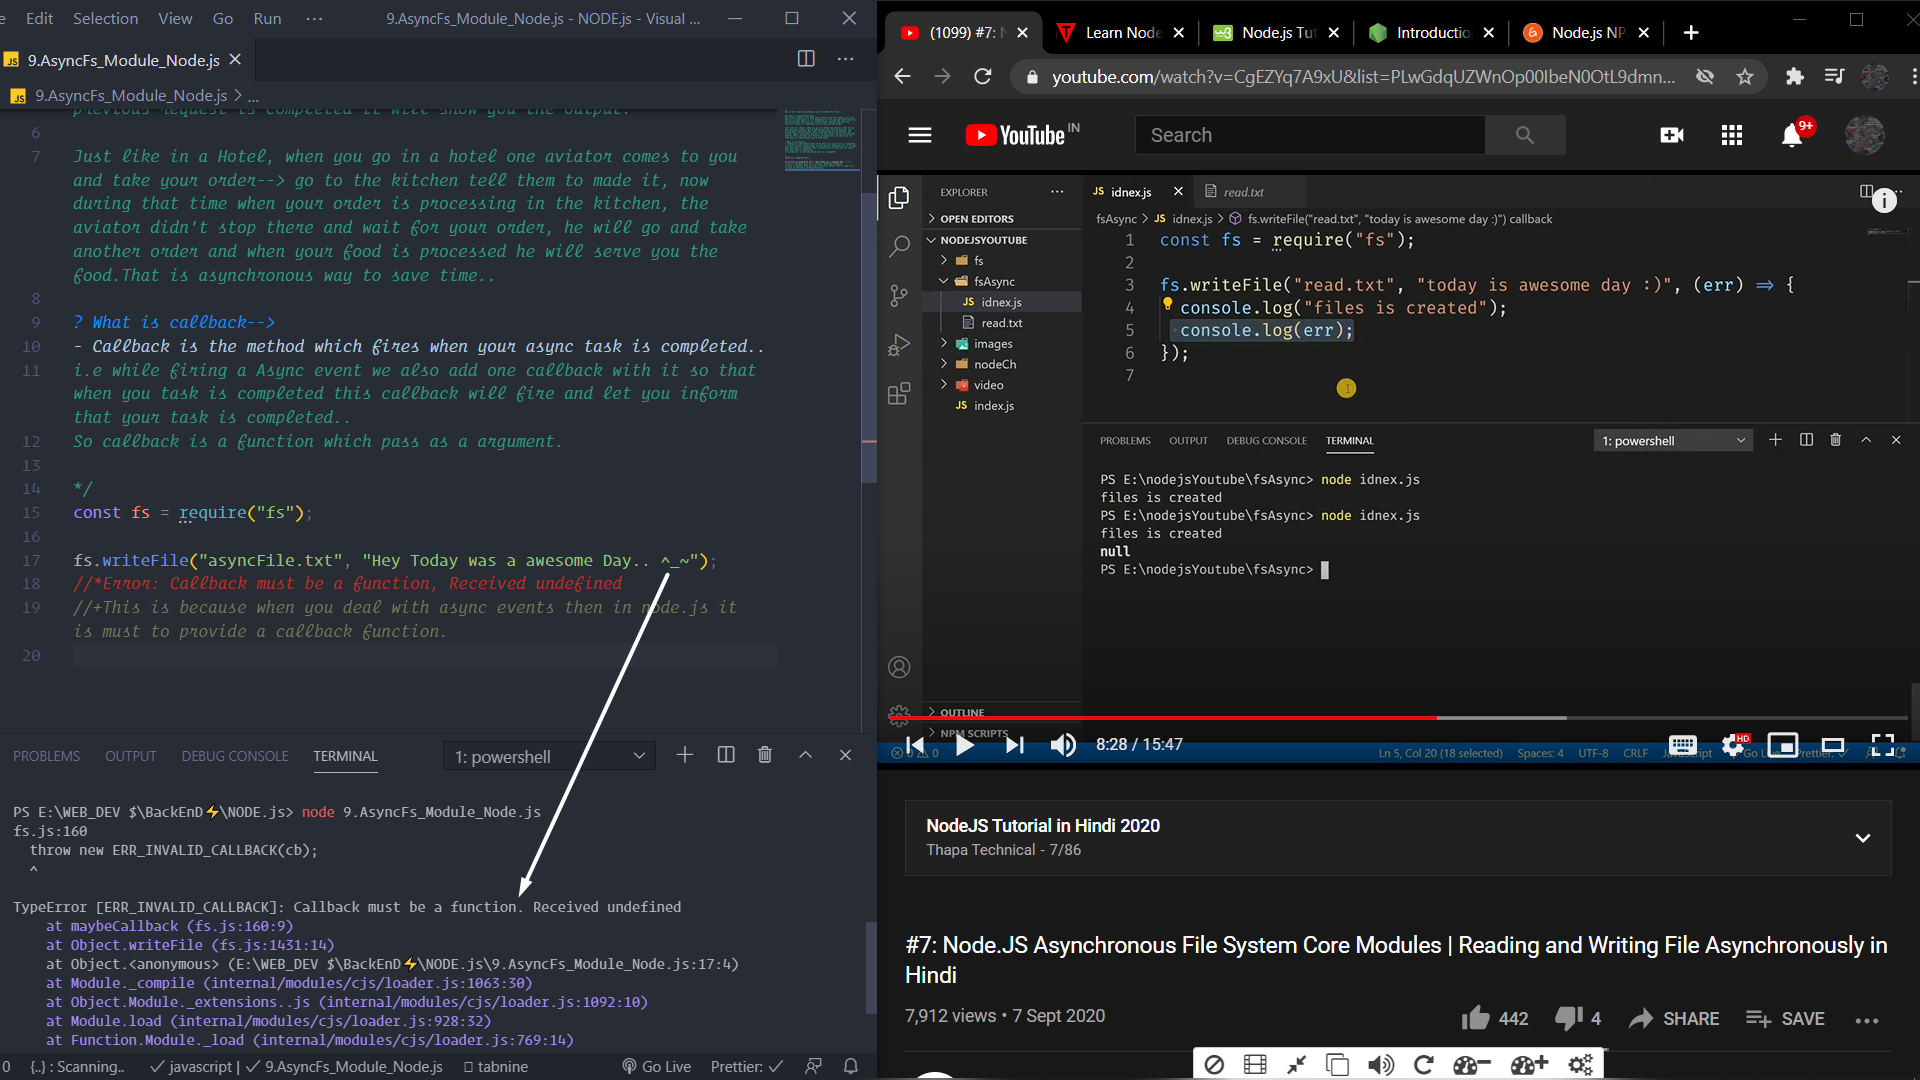 Edit Selection View Go Run ··· 9.AsyncFs_Module_Node.js - NODE.js - Visual ...
JS 9.AsyncFs_Module_Node.js
JS 9.AsyncFs_Module_Node.js > ...
previous request is completed it will show you the output.
6
7 Just like in a Hotel, when you go in a hotel one aviator comes to you
and take your order--> go to the kitchen tell them to made it, now
during that time when your order is processing in the kitchen, the
aviator didn't stop there and wait for your order, he will go and take
another order and when your food is processed he will serve you the
food.That is asynchronous way to save time..
8
9 ? What is callback-->
10 - Callback is the method which fires when your async task is completed..
11 i.e while firing a Async event we also add one callback with it so that
when you task is completed this callback will fire and let you inform
that your task is completed..
12 So callback is a function which pass as a argument.
13
14 */
15 const fs = require("fs");
16
17 fs.writeFile("asyncFile.txt", "Hey Today was a awesome Day.. ^_~");
18 //*Error: Callback must be a function, Received undefined
19 //+This is because when you deal with async events then in node.js it
is must to provide a callback function.
20
PROBLEMS OUTPUT DEBUG CONSOLE TERMINAL 1: powershell
PS E:\WEB_DEV $\BackEnD⚡\NODE.js> node 9.AsyncFs_Module_Node.js
fs.js:160
throw new ERR_INVALID_CALLBACK(cb);
^
TypeError [ERR_INVALID_CALLBACK]: Callback must be a function. Received undefined
at maybeCallback (fs.js:160:9)
at Object.writeFile (fs.js:1431:14)
at Object.<anonymous> (E:\WEB_DEV $\BackEnD⚡\NODE.js\9.AsyncFs_Module_Node.js:17:4)
at Module._compile (internal/modules/cjs/loader.js:1063:30)
at Object.Module._extensions..js (internal/modules/cjs/loader.js:1092:10)
at Module.load (internal/modules/cjs/loader.js:928:32)
at Function.Module._load (internal/modules/cjs/loader.js:769:14)
0 {..} : Scanning.. ✓ javascript | ✓ 9.AsyncFs_Module_Node.js tabnine Go Live Prettier: ✓
(1099) #7: Learn Node Node.js Tut Introductio Node.js NP
youtube.com/watch?v=CgEZYq7A9xU&list=PLwGdqUZWnOp00IbeN0OtL9dmn...
YouTube IN Search 9+
EXPLORER ···
> OPEN EDITORS
NODEJSYOUTUBE
> fs
fsAsync
JS idnex.js
read.txt
> images
> nodeCh
> video
JS index.js
> OUTLINE
> NPM SCRIPTS
JS idnex.js read.txt
fsAsync > JS idnex.js > fs.writeFile("read.txt", "today is awesome day :)") callback
1 const fs = require("fs");
2
3 fs.writeFile("read.txt", "today is awesome day :)", (err) ⇒ {
4 console.log("files is created");
5 console.log(err);
6 });
7
PROBLEMS OUTPUT DEBUG CONSOLE TERMINAL 1: powershell
PS E:\nodejsYoutube\fsAsync> node idnex.js
files is created
PS E:\nodejsYoutube\fsAsync> node idnex.js
files is created
null
PS E:\nodejsYoutube\fsAsync>
8:28 / 15:47 HD
Ln 5, Col 20 (18 selected) Spaces: 4 UTF-8 CRLF
NodeJS Tutorial in Hindi 2020
Thapa Technical - 7/86
#7: Node.JS Asynchronous File System Core Modules | Reading and Writing File Asynchronously in
Hindi
7,912 views • 7 Sept 2020 442 4 SHARE SAVE